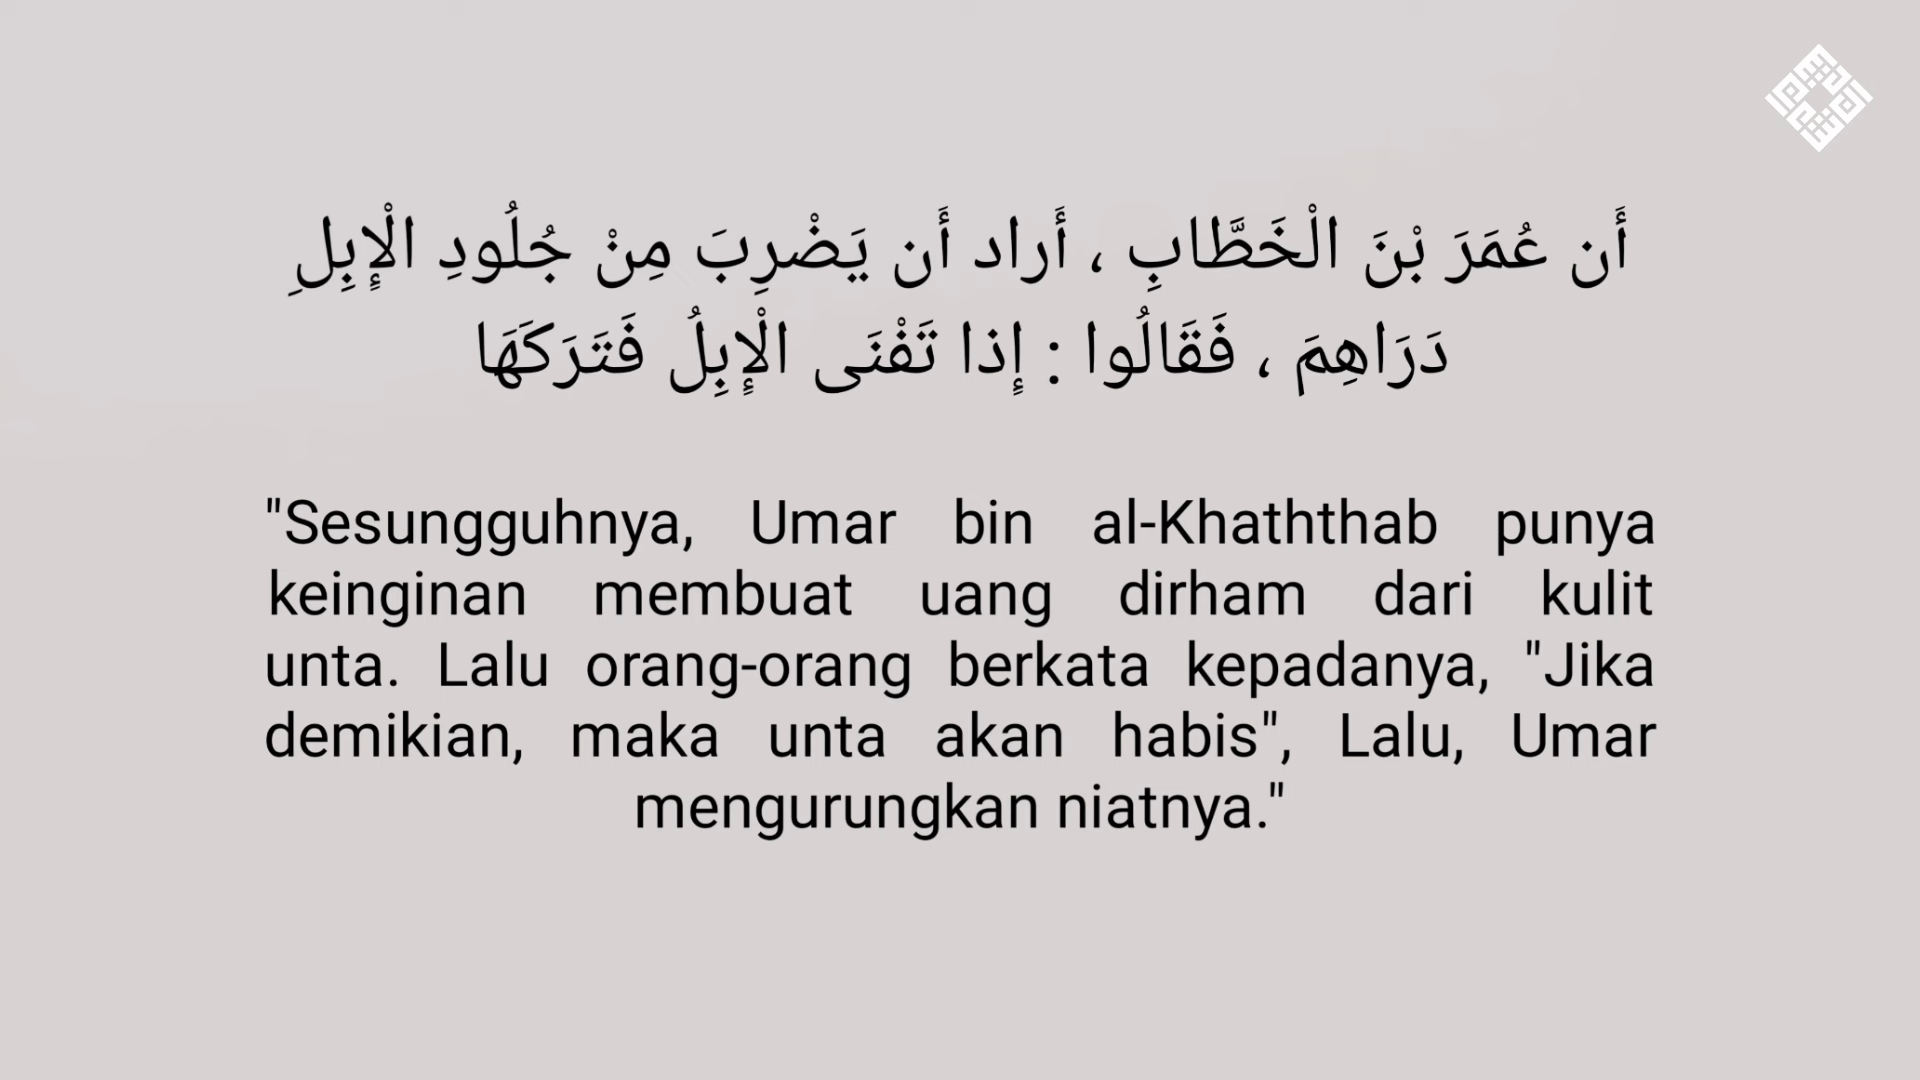 أَن عُمَرَ بْنَ الْخَطَّابِ ، أَراد أَن يَضْرِبَ مِنْ جُلُودِ الْإِبِلِ
دَرَاهِمَ ، فَقَالُوا : إِذا تَفْنَى الْإِبِلُ فَتَرَكَهَا
"Sesungguhnya, Umar bin al-Khaththab punya
keinginan membuat uang dirham dari kulit
unta. Lalu orang-orang berkata kepadanya, "Jika
demikian, maka unta akan habis", Lalu, Umar
mengurungkan niatnya."